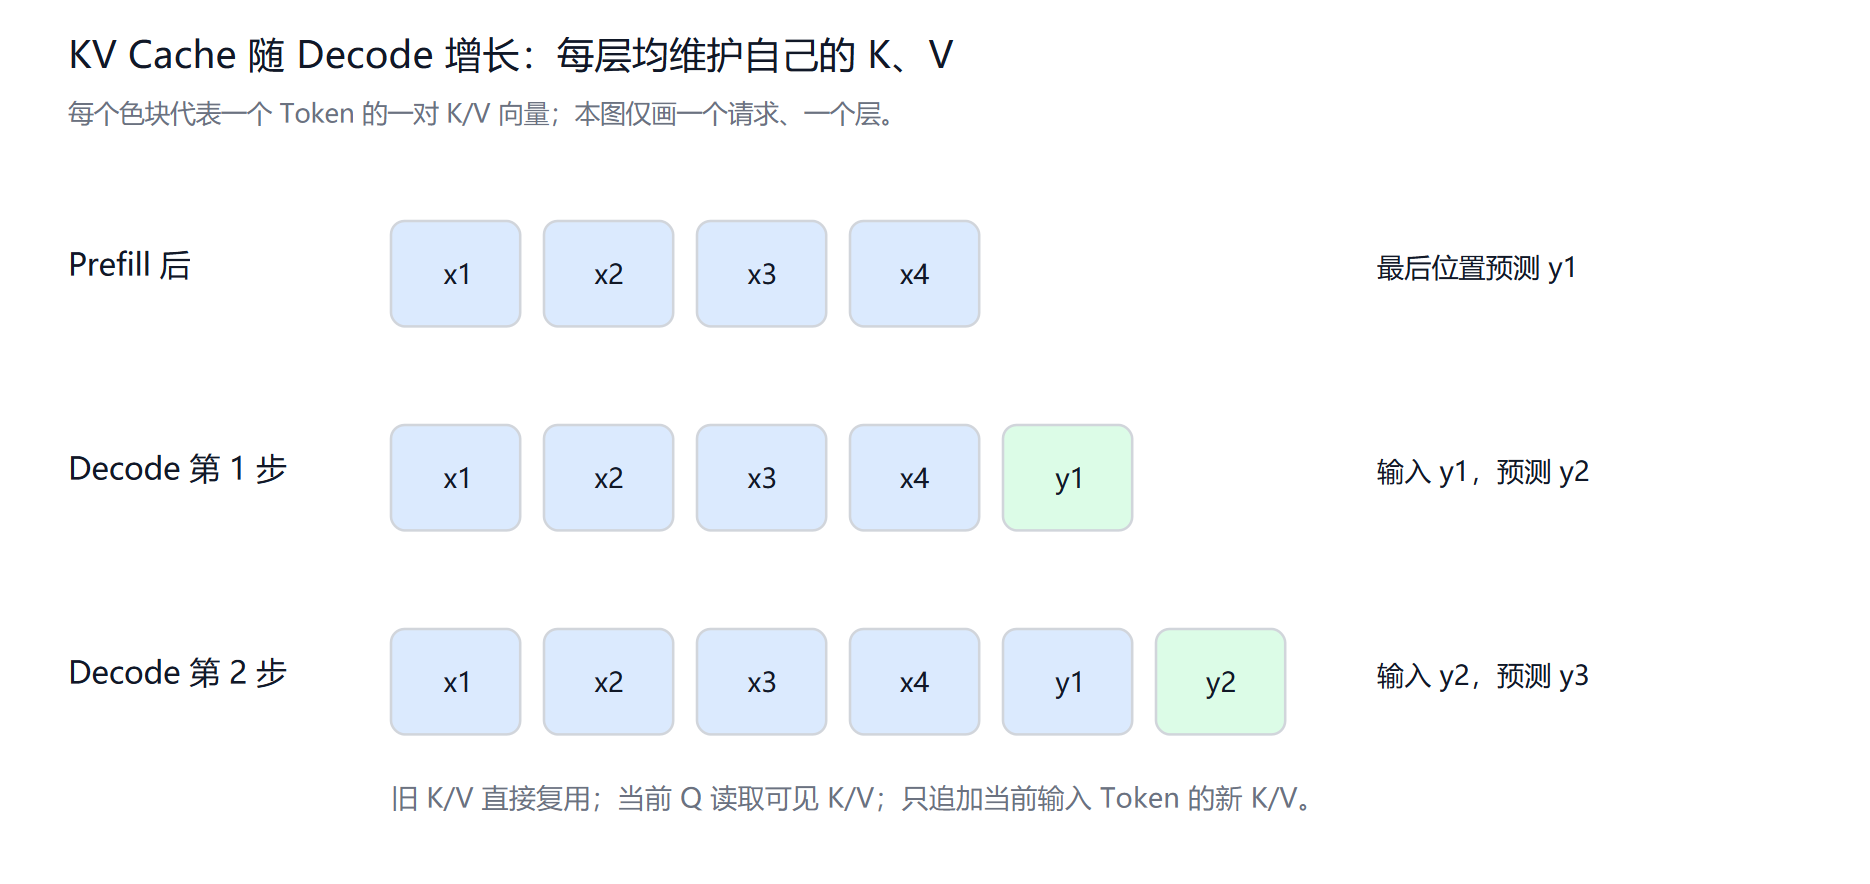 KV Cache 随 Decode 增长：每层均维护自己的 K、V
每个色块代表一个 Token 的一对 K/V 向量；本图仅画一个请求、一个层。
Prefill 后 x1 x2 x3 x4 最后位置预测 y1
Decode 第 1 步 x1 x2 x3 x4 y1 输入 y1，预测 y2
Decode 第 2 步 x1 x2 x3 x4 y1 y2 输入 y2，预测 y3
旧 K/V 直接复用；当前 Q 读取可见 K/V；只追加当前输入 Token 的新 K/V。